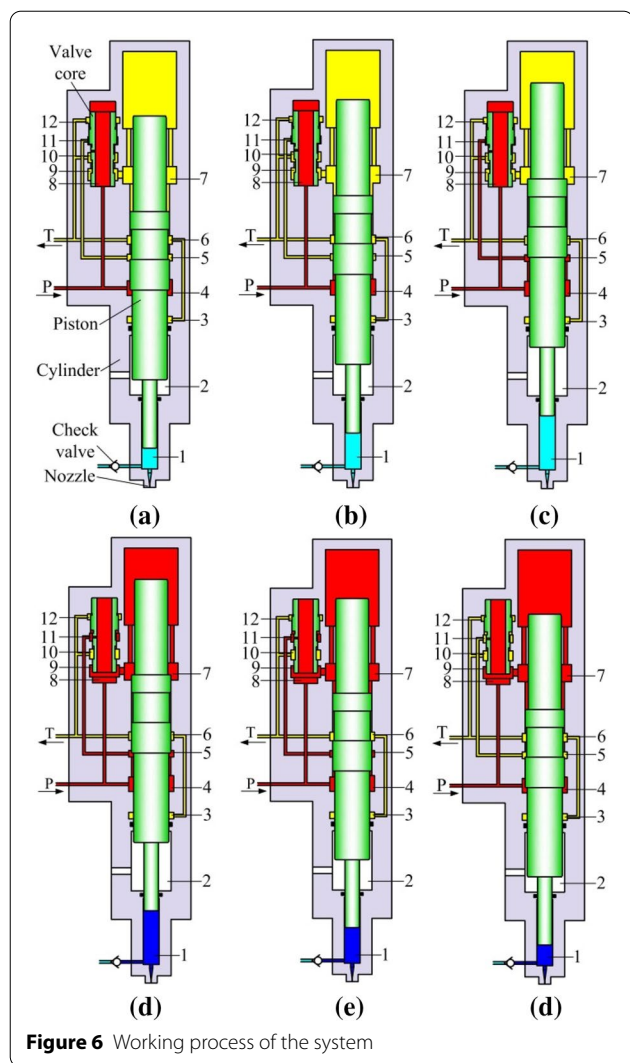 Valve
core
12
11
10
9
8
7
T
6
5
P
4
Piston
3
Cylinder
2
Check
valve
1
Nozzle
(a)
12
11
10
9
8
7
T
6
5
P
4
3
2
1
(b)
12
11
10
9
8
7
T
6
5
P
4
3
2
1
(c)
12
11
10
9
8
7
T
6
5
P
4
3
2
1
(d)
12
11
10
9
8
7
T
6
5
P
4
3
2
1
(e)
12
11
10
9
8
7
T
6
5
P
4
3
2
1
(d)
Figure 6 Working process of the system